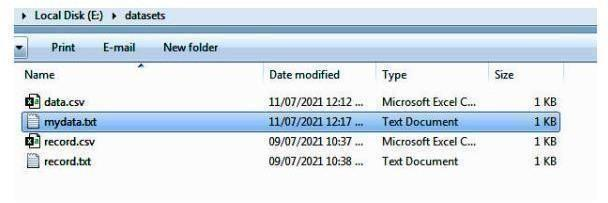 Local Disk (E:) datasets
Print E-mail New folder
Name Date modified Type Size
data.csv 11/07/2021 12:12 ... Microsoft Excel C... 1 KB
mydata.txt 11/07/2021 12:17 ... Text Document 1 KB
record.csv 09/07/2021 10:37 ... Microsoft Excel C... 1 KB
record.txt 09/07/2021 10:38 ... Text Document 1 KB